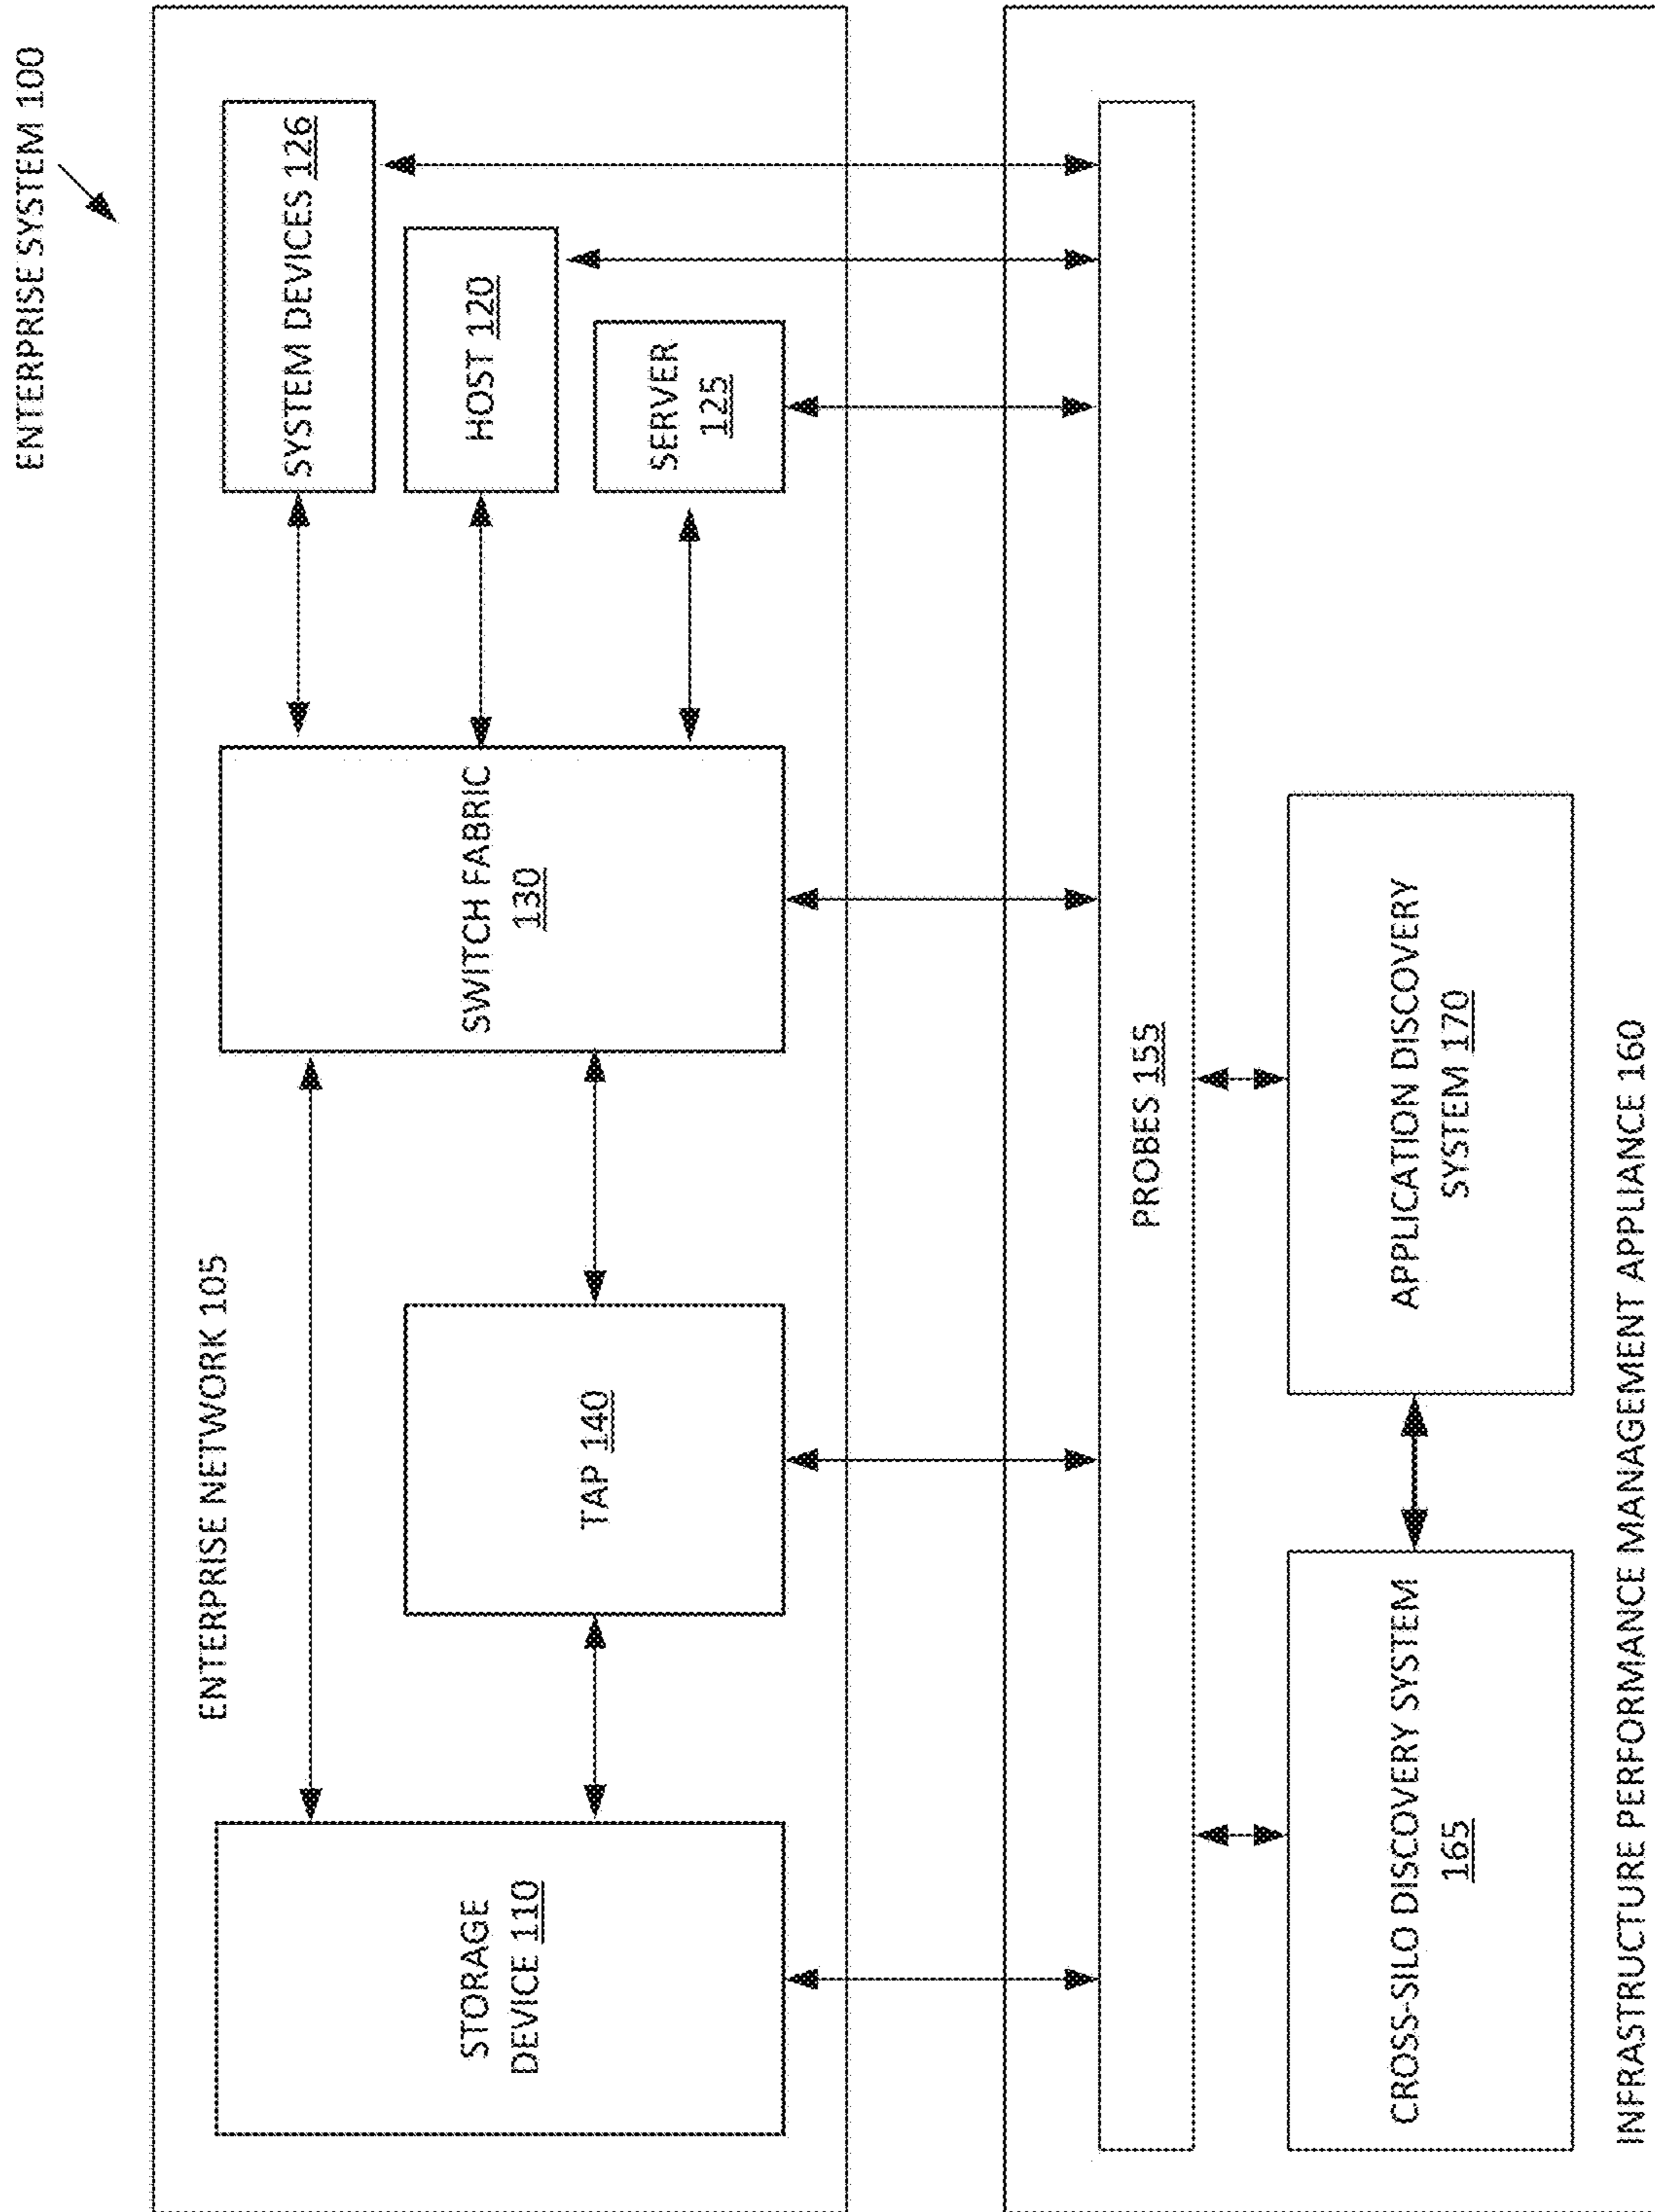 ENTERPRISE SYSTEM 100
ENTERPRISE NETWORK 105
STORAGE
DEVICE 110
TAP 140
SWITCH FABRIC
130
SYSTEM DEVICES 126
HOST 120
SERVER
125
PROBES 155
CROSS-SILO DISCOVERY SYSTEM
165
APPLICATION DISCOVERY
SYSTEM 170
INFRASTRUCTURE PERFORMANCE MANAGEMENT APPLIANCE 160